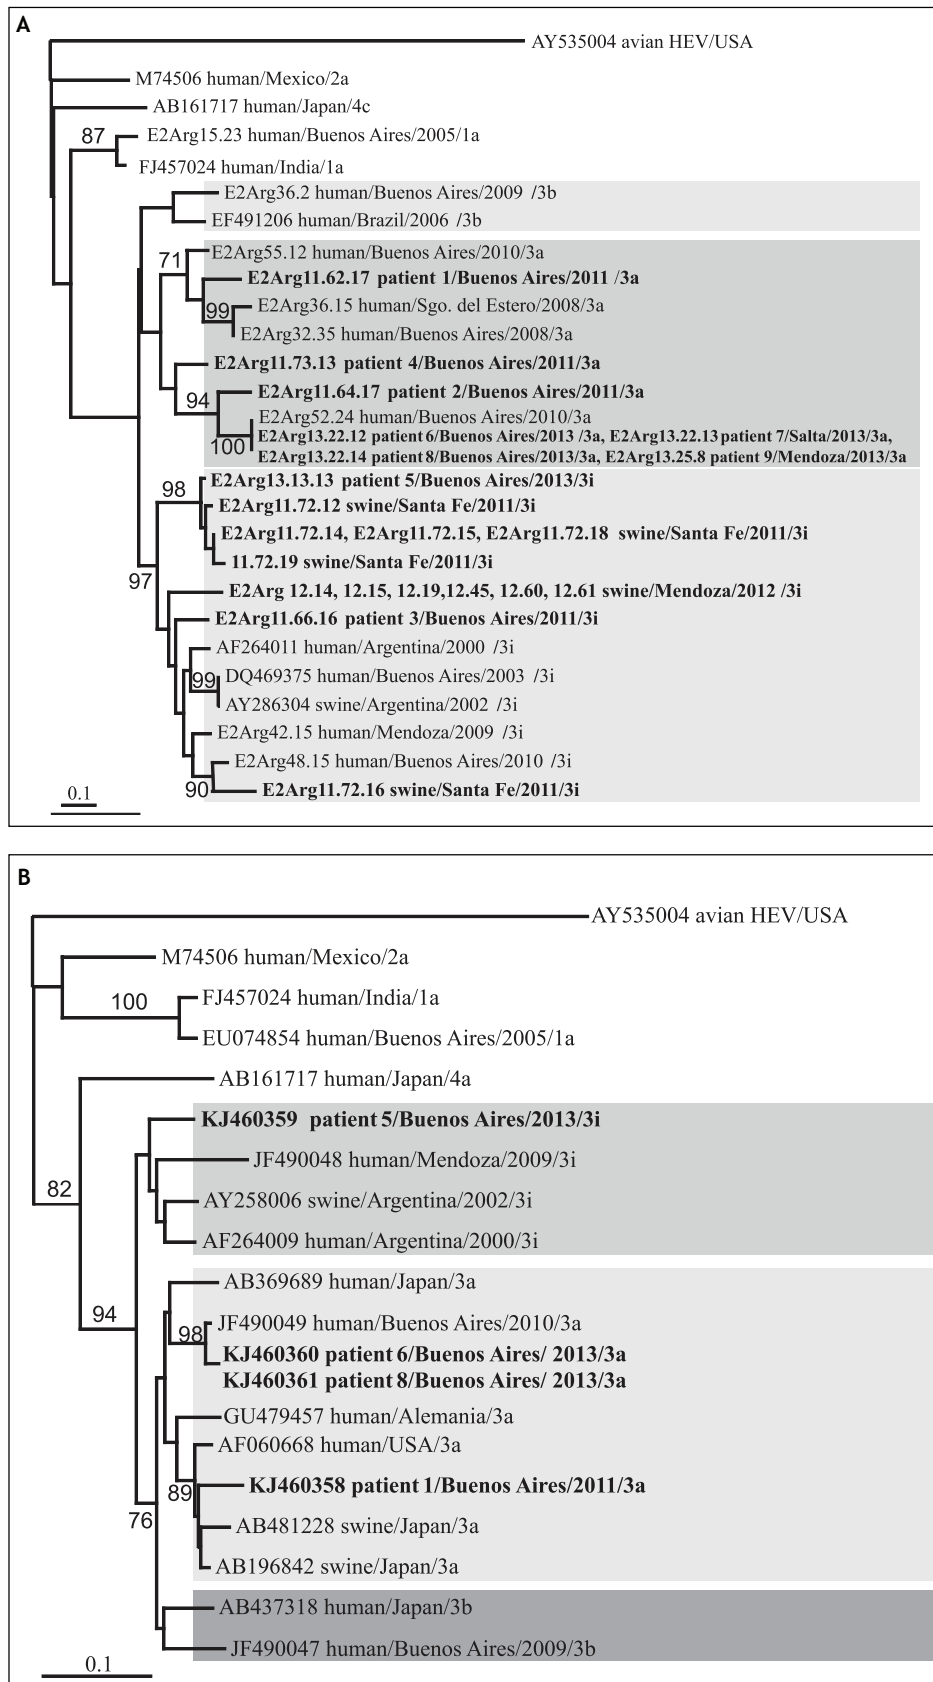 A
AY535004 avian HEV/USA
M74506 human/Mexico/2a
AB161717 human/Japan/4c
87
E2Arg15.23 human/Buenos Aires/2005/1a
FJ457024 human/India/1a
E2Arg36.2 human/Buenos Aires/2009 /3b
EF491206 human/Brazil/2006 /3b
71
E2Arg55.12 human/Buenos Aires/2010/3a
E2Arg11.62.17 patient 1/Buenos Aires/2011 /3a
99
E2Arg36.15 human/Sgo. del Estero/2008/3a
E2Arg32.35 human/Buenos Aires/2008/3a
E2Arg11.73.13 patient 4/Buenos Aires/2011/3a
94
E2Arg11.64.17 patient 2/Buenos Aires/2011/3a
E2Arg52.24 human/Buenos Aires/2010/3a
100
E2Arg13.22.12 patient 6/Buenos Aires/2013 /3a, E2Arg13.22.13 patient 7/Salta/2013/3a,
E2Arg13.22.14 patient 8/Buenos Aires/2013/3a, E2Arg13.25.8 patient 9/Mendoza/2013/3a
98
E2Arg13.13.13 patient 5/Buenos Aires/2013/3i
E2Arg11.72.12 swine/Santa Fe/2011/3i
E2Arg11.72.14, E2Arg11.72.15, E2Arg11.72.18 swine/Santa Fe/2011/3i
11.72.19 swine/Santa Fe/2011/3i
97
E2Arg 12.14, 12.15, 12.19,12.45, 12.60, 12.61 swine/Mendoza/2012 /3i
E2Arg11.66.16 patient 3/Buenos Aires/2011/3i
AF264011 human/Argentina/2000 /3i
99
DQ469375 human/Buenos Aires/2003 /3i
AY286304 swine/Argentina/2002 /3i
E2Arg42.15 human/Mendoza/2009 /3i
E2Arg48.15 human/Buenos Aires/2010 /3i
90
E2Arg11.72.16 swine/Santa Fe/2011/3i
0.1
B
AY535004 avian HEV/USA
M74506 human/Mexico/2a
100
FJ457024 human/India/1a
EU074854 human/Buenos Aires/2005/1a
AB161717 human/Japan/4a
KJ460359 patient 5/Buenos Aires/2013/3i
JF490048 human/Mendoza/2009/3i
82
AY258006 swine/Argentina/2002/3i
AF264009 human/Argentina/2000/3i
AB369689 human/Japan/3a
94
JF490049 human/Buenos Aires/2010/3a
98
KJ460360 patient 6/Buenos Aires/ 2013/3a
KJ460361 patient 8/Buenos Aires/ 2013/3a
GU479457 human/Alemania/3a
AF060668 human/USA/3a
89
KJ460358 patient 1/Buenos Aires/2011/3a
76
AB481228 swine/Japan/3a
AB196842 swine/Japan/3a
AB437318 human/Japan/3b
JF490047 human/Buenos Aires/2009/3b
0.1